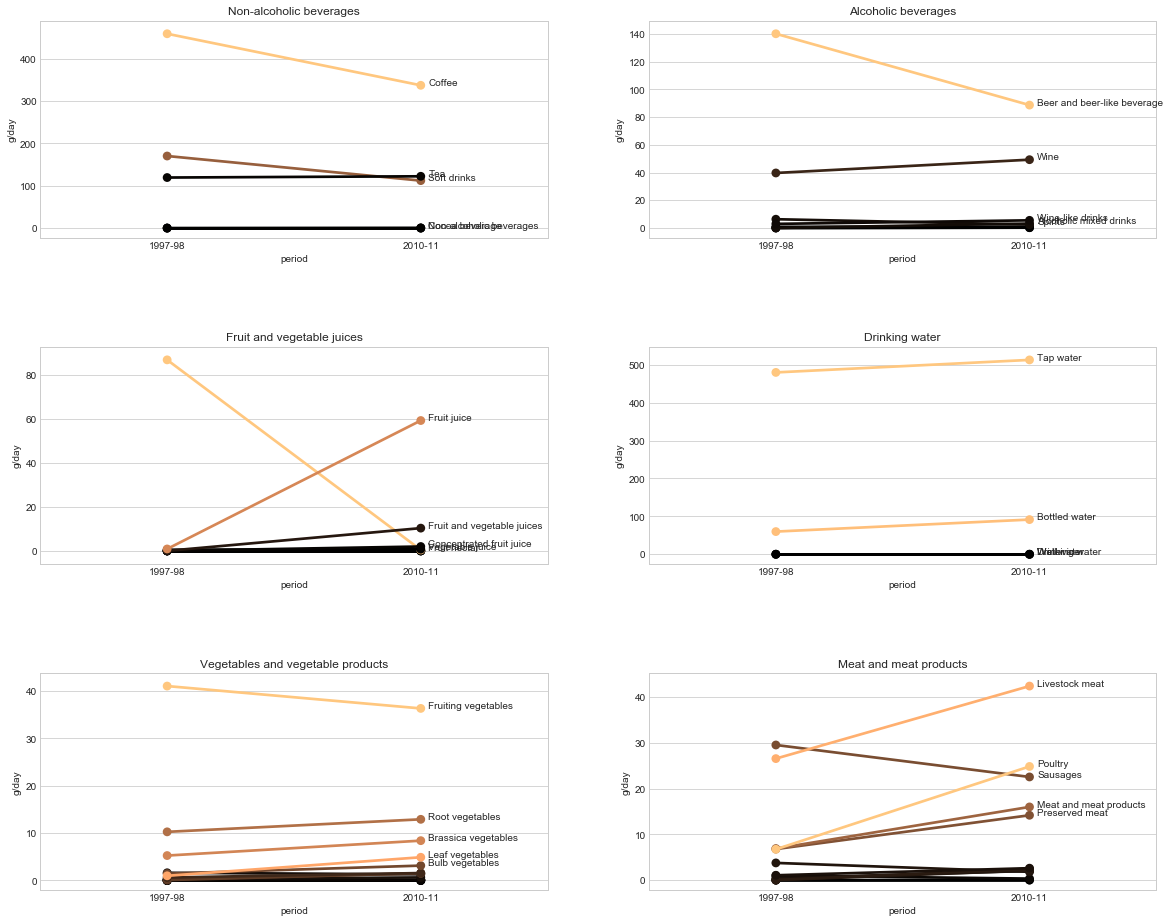 Non-alcoholic beverages
g/day
400
300
200
100
0
Coffee
Tea
Soft drinks
1997-98
2010-11
period
Alcoholic beverages
g/day
140
120
100
80
60
40
20
0
Beer and beer-like beverage
Wine
Wine-like drinks
Alcoholic mixed drinks
Spirits
1997-98
2010-11
period
Fruit and vegetable juices
g/day
80
60
40
20
0
Fruit juice
Fruit and vegetable juices
Concentrated fruit juice
1997-98
2010-11
period
Drinking water
g/day
500
400
300
200
100
0
Tap water
Bottled water
1997-98
2010-11
period
Vegetables and vegetable products
g/day
40
30
20
10
0
Fruiting vegetables
Root vegetables
Brassica vegetables
Leaf vegetables
Bulb vegetables
1997-98
2010-11
period
Meat and meat products
g/day
40
30
20
10
0
Livestock meat
Poultry
Sausages
Meat and meat products
Preserved meat
1997-98
2010-11
period